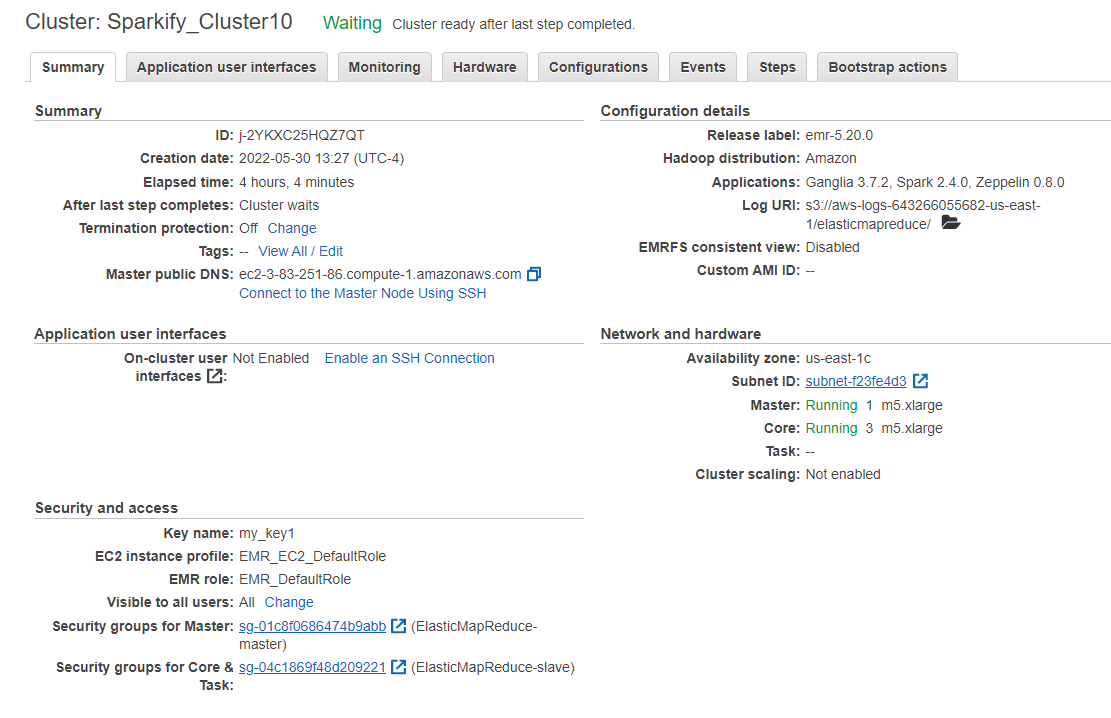 Cluster: Sparkify_Cluster10 Waiting Cluster ready after last step completed.
Summary Application user interfaces Monitoring Hardware Configurations Events Steps Bootstrap actions
Summary
ID: j-2YKXC25HQZ7QT
Creation date: 2022-05-30 13:27 (UTC-4)
Elapsed time: 4 hours, 4 minutes
After last step completes: Cluster waits
Termination protection: Off Change
Tags: -- View All / Edit
Master public DNS: ec2-3-83-251-86.compute-1.amazonaws.com
Connect to the Master Node Using SSH
Configuration details
Release label: emr-5.20.0
Hadoop distribution: Amazon
Applications: Ganglia 3.7.2, Spark 2.4.0, Zeppelin 0.8.0
Log URI: s3://aws-logs-643266055682-us-east-
1/elasticmapreduce/
EMRFS consistent view: Disabled
Custom AMI ID: --
Application user interfaces
On-cluster user Not Enabled Enable an SSH Connection
interfaces :
Network and hardware
Availability zone: us-east-1c
Subnet ID: subnet-f23fe4d3
Master: Running 1 m5.xlarge
Core: Running 3 m5.xlarge
Task: --
Cluster scaling: Not enabled
Security and access
Key name: my_key1
EC2 instance profile: EMR_EC2_DefaultRole
EMR role: EMR_DefaultRole
Visible to all users: All Change
Security groups for Master: sg-01c8f0686474b9abb (ElasticMapReduce-
master)
Security groups for Core & sg-04c1869f48d209221 (ElasticMapReduce-slave)
Task: